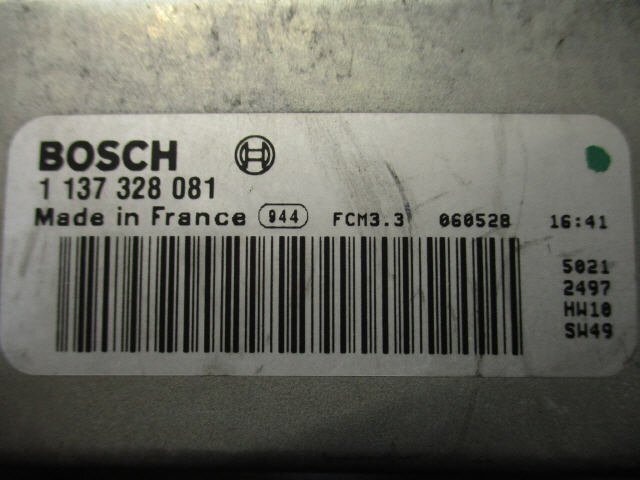 BOSCH
1 137 328 081
Made in France 944 FCM3.3 060528 16:41
5021
2497
HW10
SW49